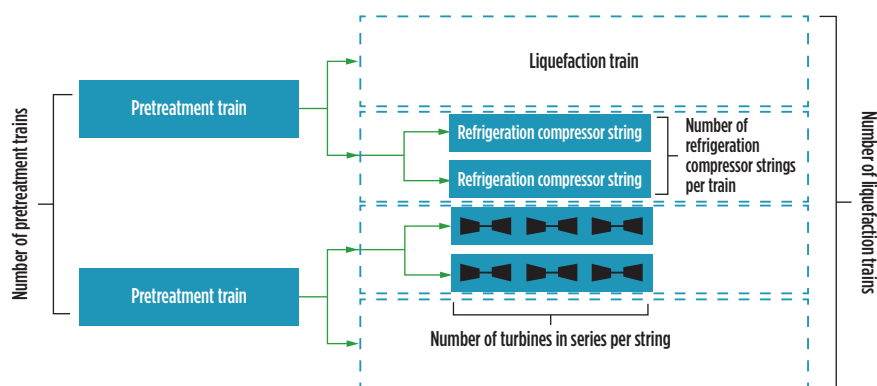 Number of pretreatment trains
Pretreatment train
Pretreatment train
Liquefaction train
Refrigeration compressor string
Refrigeration compressor string
Number of
refrigeration
compressor strings
per train
Number of turbines in series per string
Number of liquefaction trains